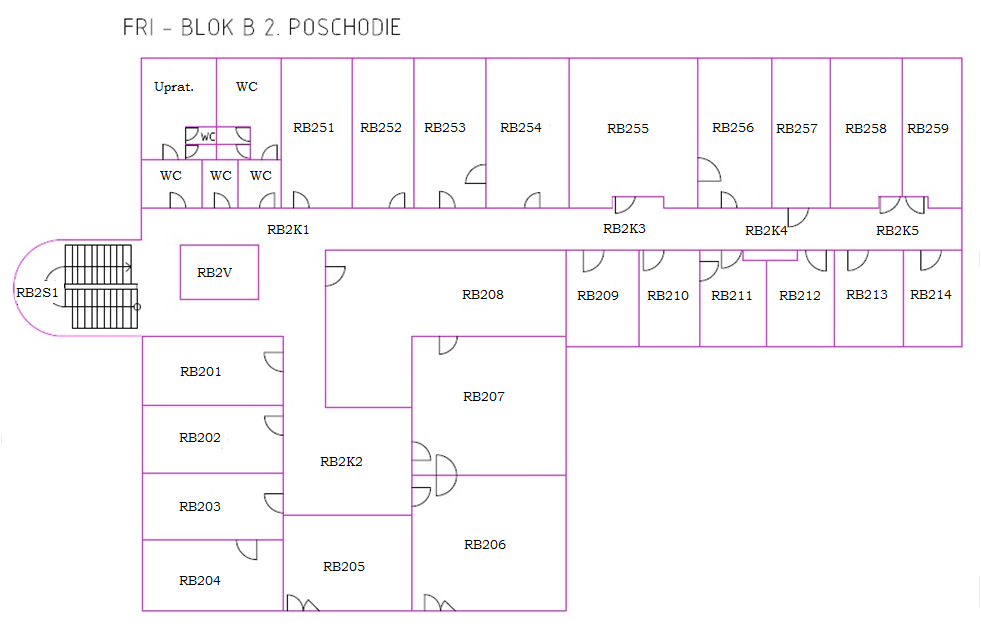 FRI - BLOK B 2. POSCHODIE
Uprat.
WC
WC
WC
WC
WC
RB251
RB252
RB253
RB254
RB255
RB256
RB257
RB258
RB259
RB2K1
RB2K3
RB2K4
RB2K5
RB2S1
RB2V
RB208
RB209
RB210
RB211
RB212
RB213
RB214
RB201
RB207
RB202
RB2K2
RB203
RB206
RB204
RB205